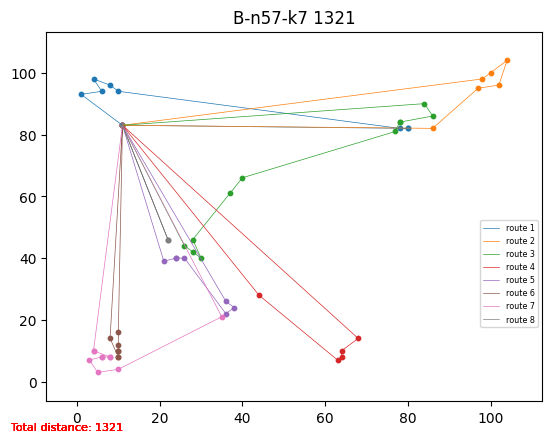 B-n57-k7 1321
100
80
60
40
20
0
route 1
route 2
route 3
route 4
route 5
route 6
route 7
route 8
0 20 40 60 80 100
Total distance: 1321